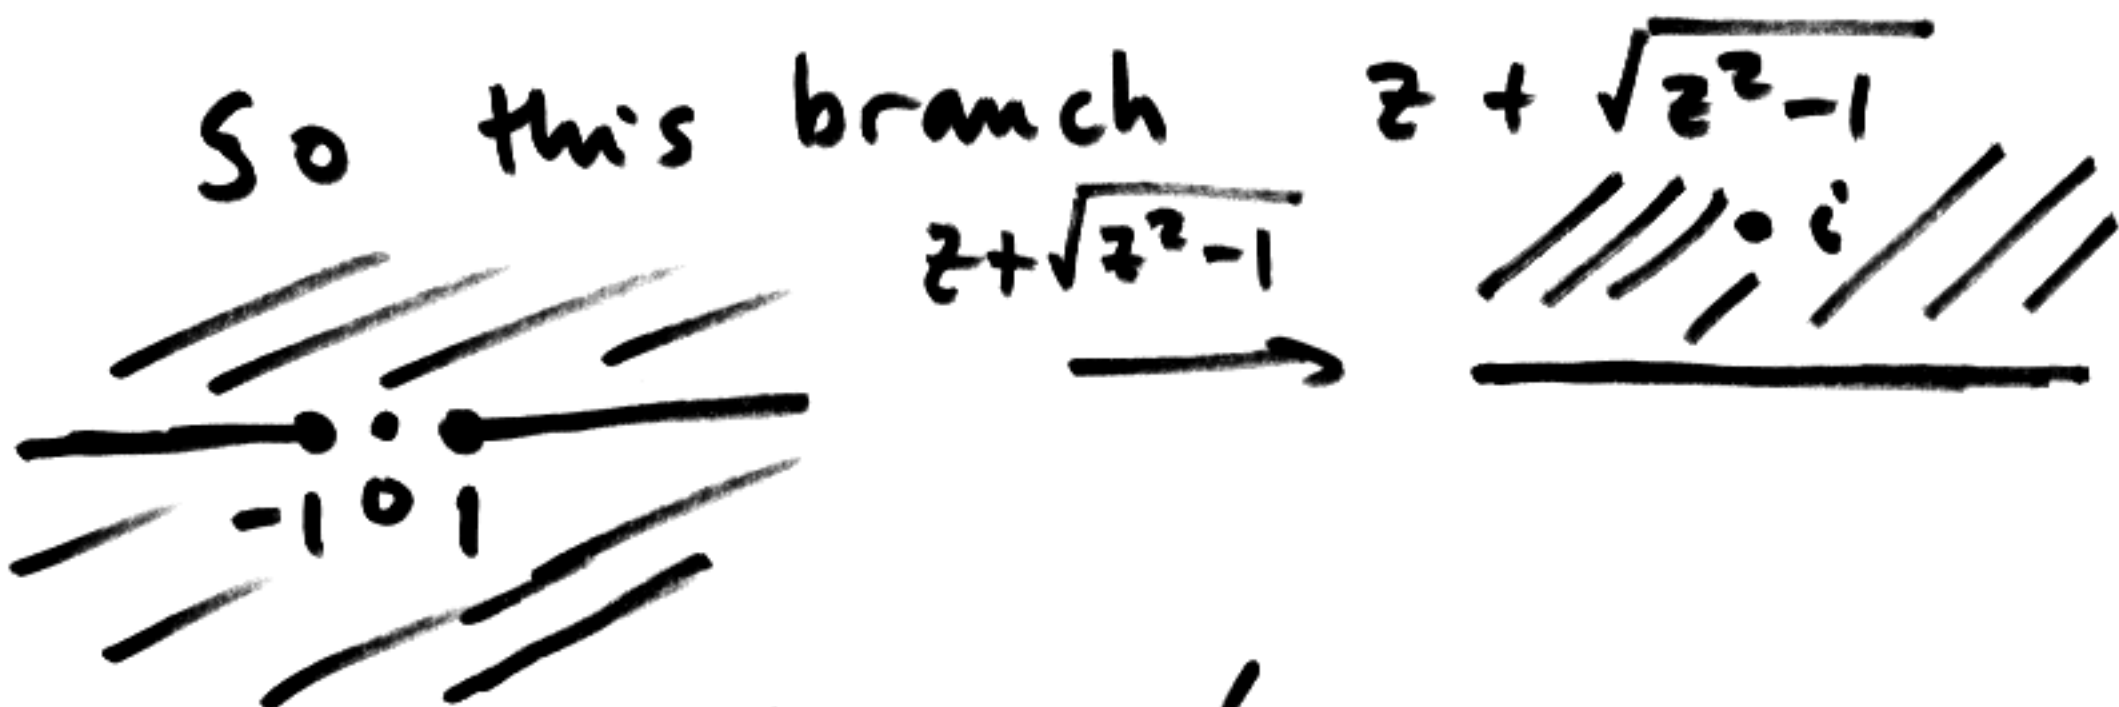 So this branch z + √(z²-1)
z+√(z²-1)
i
-1 0 1